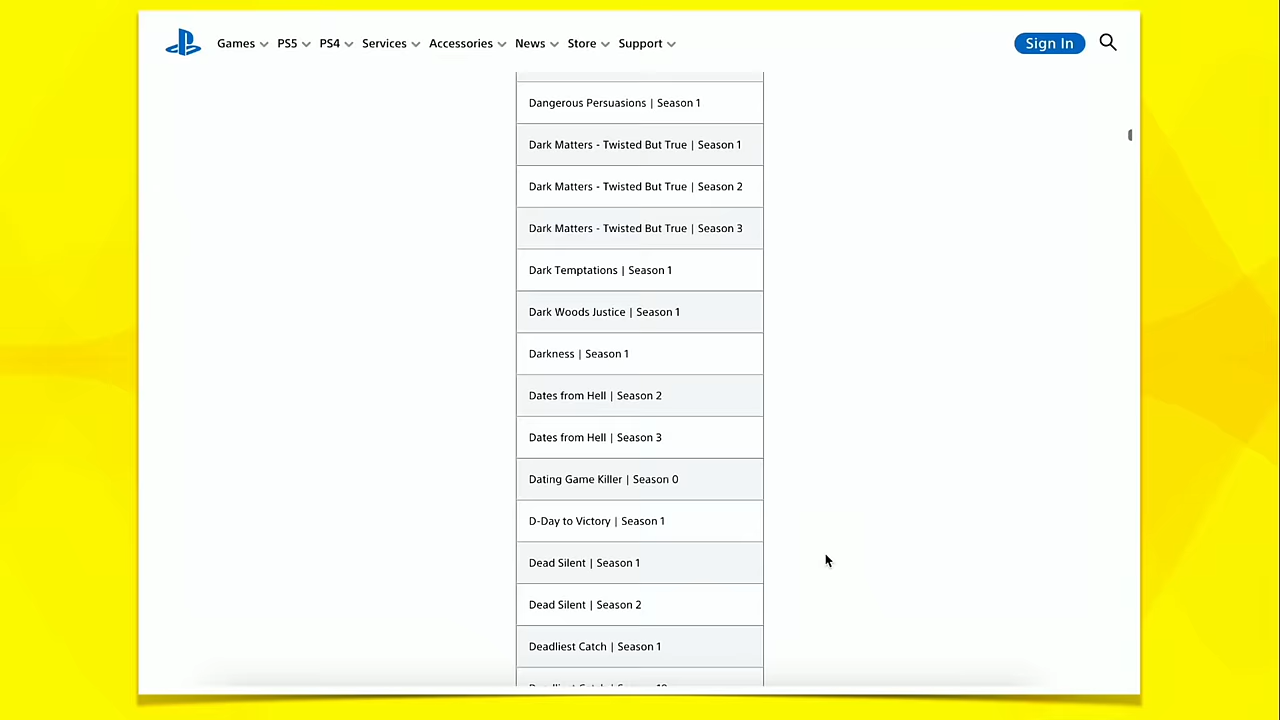 Games PS5 PS4 Services Accessories News Store Support Sign In
Dangerous Persuasions | Season 1
Dark Matters - Twisted But True | Season 1
Dark Matters - Twisted But True | Season 2
Dark Matters - Twisted But True | Season 3
Dark Temptations | Season 1
Dark Woods Justice | Season 1
Darkness | Season 1
Dates from Hell | Season 2
Dates from Hell | Season 3
Dating Game Killer | Season 0
D-Day to Victory | Season 1
Dead Silent | Season 1
Dead Silent | Season 2
Deadliest Catch | Season 1